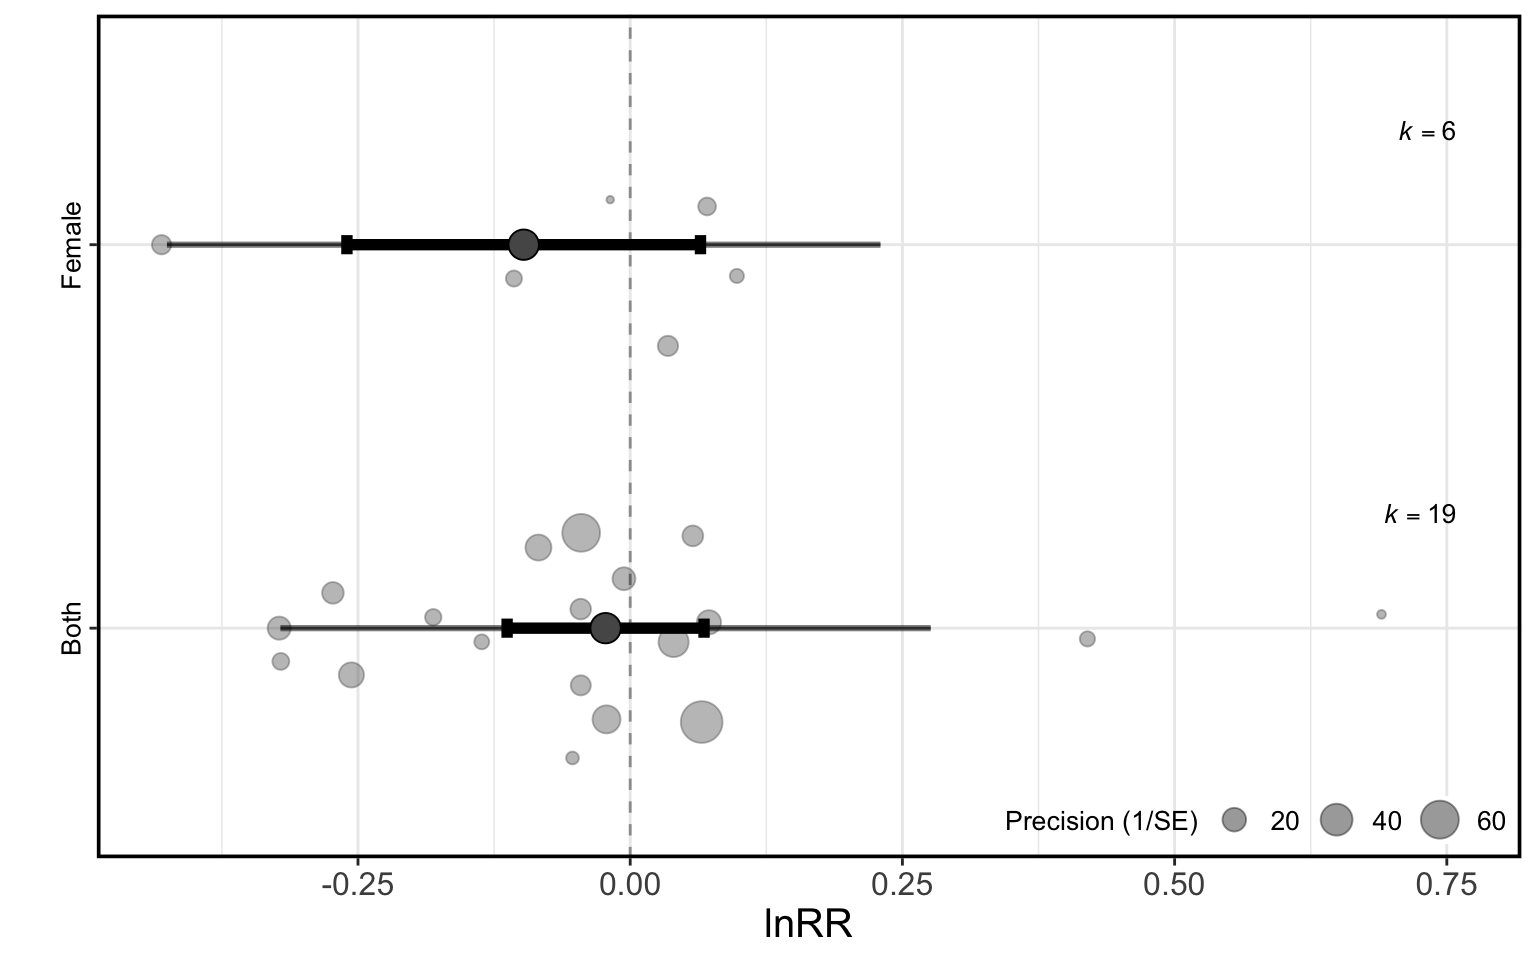 k = 6
Female
k = 19
Both
Precision (1/SE) 20 40 60
-0.25 0.00 0.25 0.50 0.75
lnRR